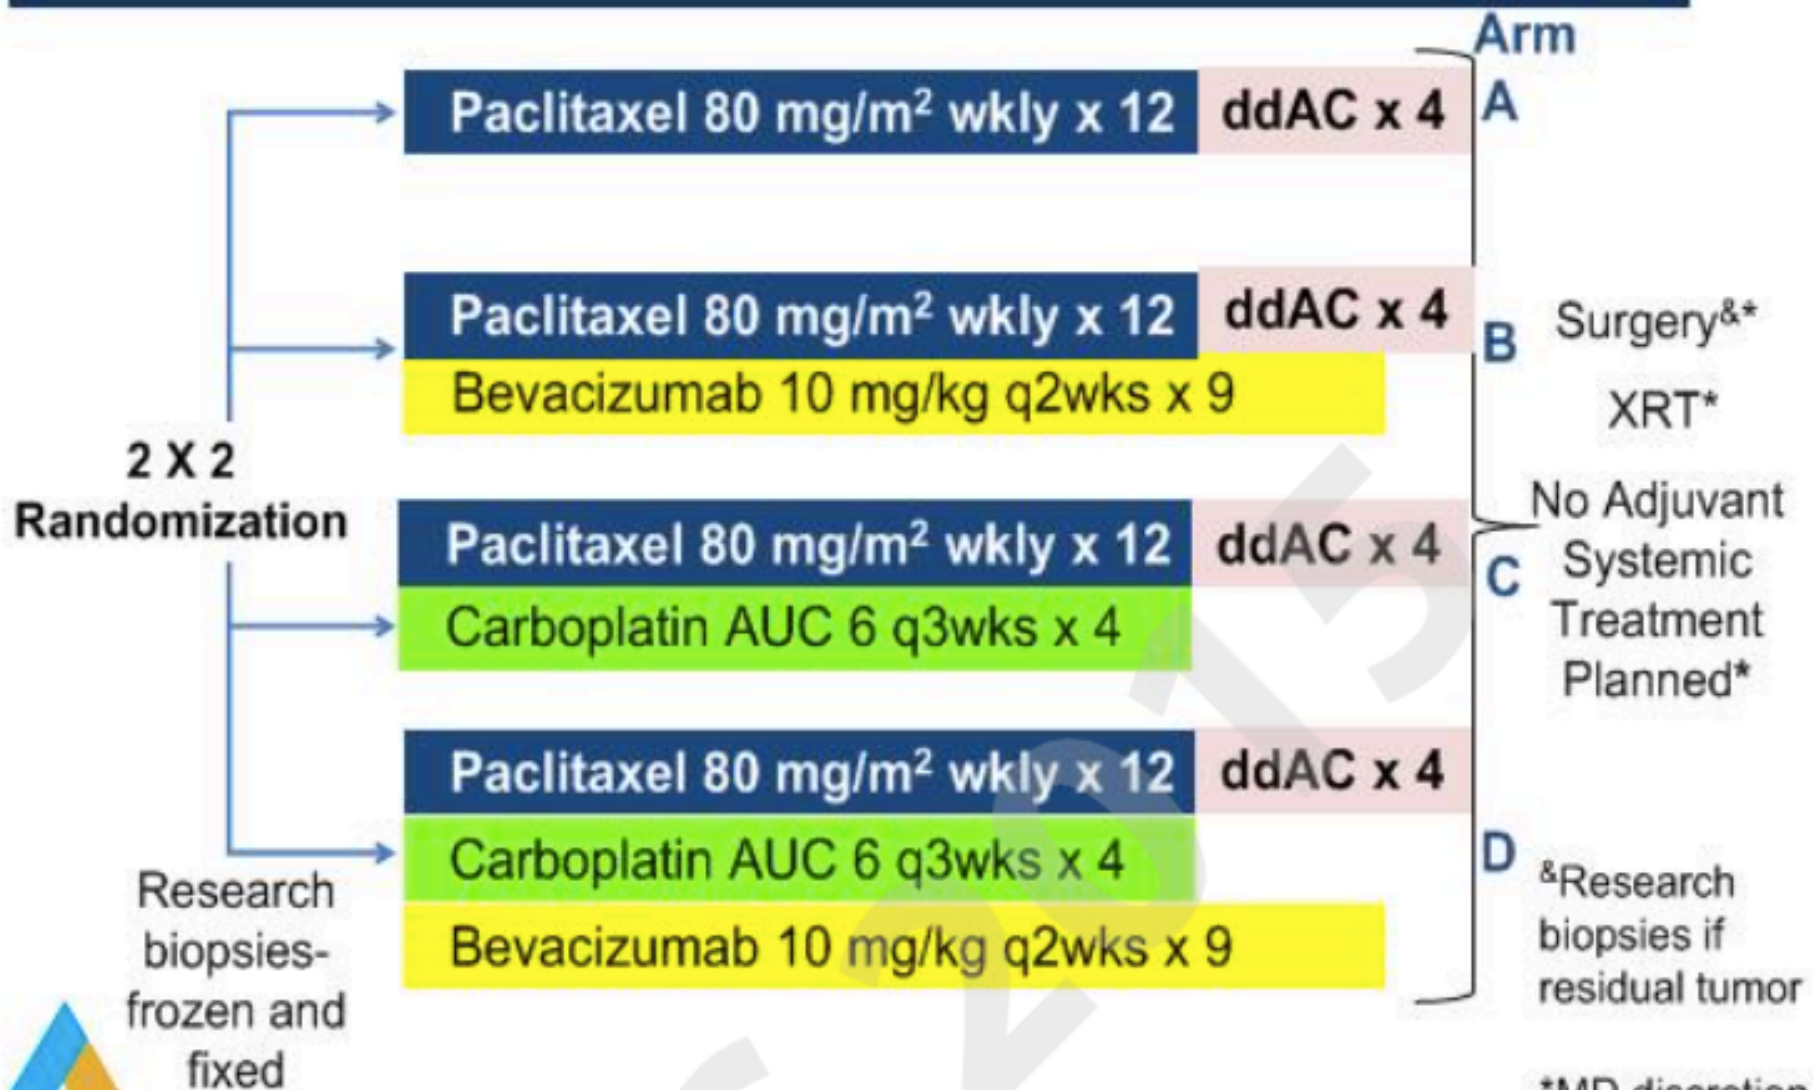 Arm
Paclitaxel 80 mg/m² wkly x 12 ddAC x 4 A
Paclitaxel 80 mg/m² wkly x 12 ddAC x 4 B
Bevacizumab 10 mg/kg q2wks x 9
2 X 2
Randomization
Paclitaxel 80 mg/m² wkly x 12 ddAC x 4 C
Carboplatin AUC 6 q3wks x 4
Paclitaxel 80 mg/m² wkly x 12 ddAC x 4
Carboplatin AUC 6 q3wks x 4 D
Bevacizumab 10 mg/kg q2wks x 9
Surgery&*
XRT*
No Adjuvant
Systemic
Treatment
Planned*
Research
biopsies-
frozen and
fixed
&Research
biopsies if
residual tumor
*MD discretion
2015